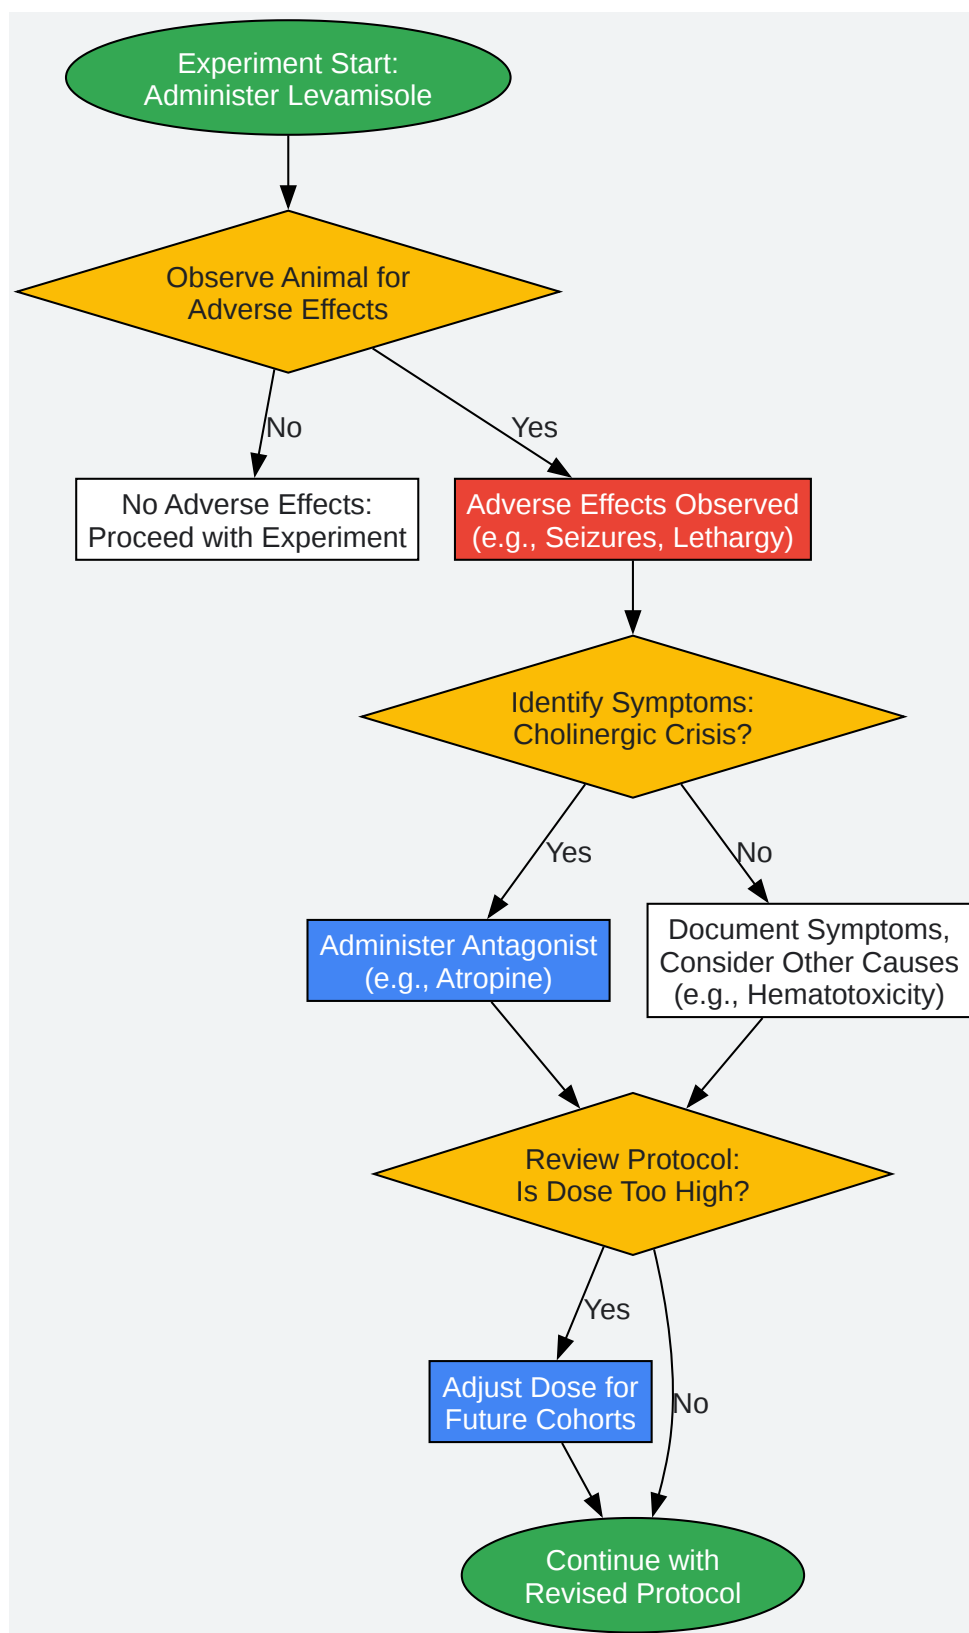 Experiment Start:
Administer Levamisole
Observe Animal for
Adverse Effects
No
Yes
No Adverse Effects:
Proceed with Experiment
Adverse Effects Observed
(e.g., Seizures, Lethargy)
Identify Symptoms:
Cholinergic Crisis?
Yes
No
Administer Antagonist
(e.g., Atropine)
Document Symptoms,
Consider Other Causes
(e.g., Hematotoxicity)
Review Protocol:
Is Dose Too High?
Yes
No
Adjust Dose for
Future Cohorts
Continue with
Revised Protocol